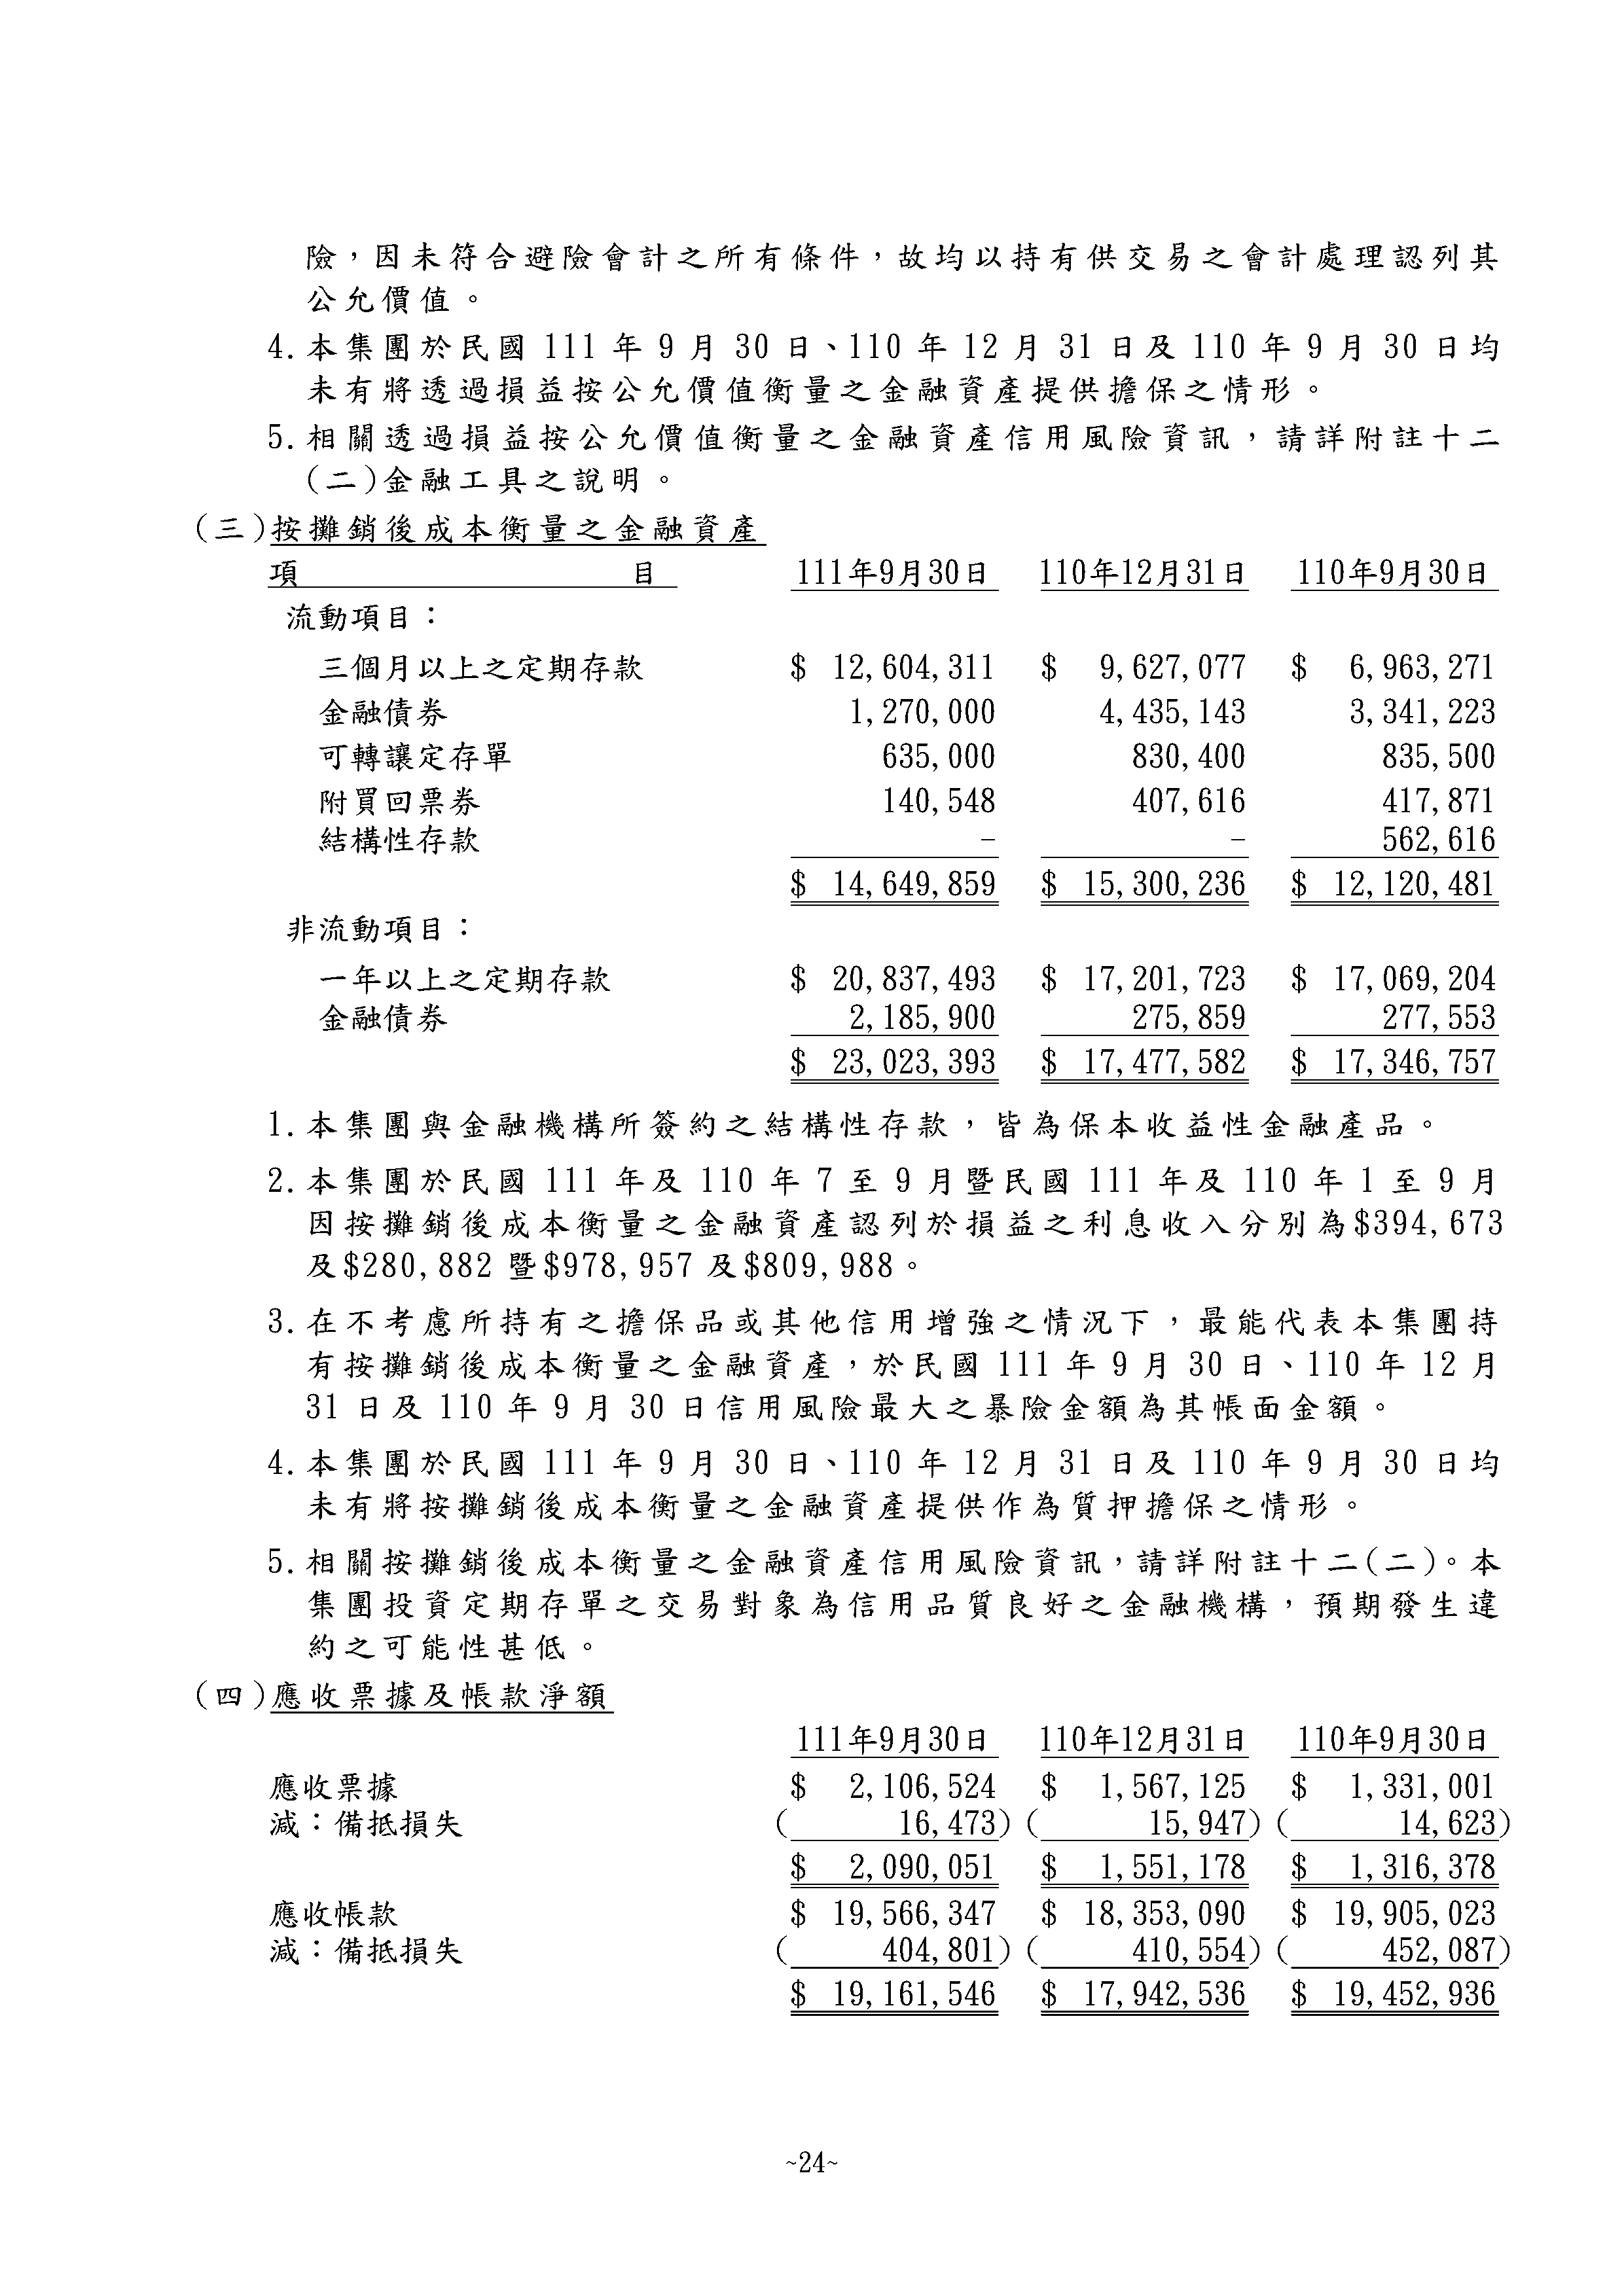 險，因未符合避險會計之所有條件，故均以持有供交易之會計處理認列其
公允價值。
4.本集團於民國 111 年 9 月 30 日、110 年 12 月 31 日及 110 年 9 月 30 日均
未有將透過損益按公允價值衡量之金融資產提供擔保之情形。
5.相關透過損益按公允價值衡量之金融資產信用風險資訊，請詳附註十二
(二)金融工具之說明。
(三)按攤銷後成本衡量之金融資產
項 目 111年9月30日 110年12月31日 110年9月30日
流動項目：
三個月以上之定期存款 $ 12,604,311 $ 9,627,077 $ 6,963,271
金融債券 1,270,000 4,435,143 3,341,223
可轉讓定存單 635,000 830,400 835,500
附買回票券 140,548 407,616 417,871
結構性存款 - - 562,616
$ 14,649,859 $ 15,300,236 $ 12,120,481
非流動項目：
一年以上之定期存款 $ 20,837,493 $ 17,201,723 $ 17,069,204
金融債券 2,185,900 275,859 277,553
$ 23,023,393 $ 17,477,582 $ 17,346,757
1.本集團與金融機構所簽約之結構性存款，皆為保本收益性金融產品。
2.本集團於民國 111 年及 110 年 7 至 9 月暨民國 111 年及 110 年 1 至 9 月
因按攤銷後成本衡量之金融資產認列於損益之利息收入分別為$394,673
及$280,882 暨$978,957 及$809,988。
3.在不考慮所持有之擔保品或其他信用增強之情況下，最能代表本集團持
有按攤銷後成本衡量之金融資產，於民國 111 年 9 月 30 日、110 年 12 月
31 日及 110 年 9 月 30 日信用風險最大之暴險金額為其帳面金額。
4.本集團於民國 111 年 9 月 30 日、110 年 12 月 31 日及 110 年 9 月 30 日均
未有將按攤銷後成本衡量之金融資產提供作為質押擔保之情形。
5.相關按攤銷後成本衡量之金融資產信用風險資訊，請詳附註十二(二)。本
集團投資定期存單之交易對象為信用品質良好之金融機構，預期發生違
約之可能性甚低。
(四)應收票據及帳款淨額
111年9月30日 110年12月31日 110年9月30日
應收票據 $ 2,106,524 $ 1,567,125 $ 1,331,001
減：備抵損失 ( 16,473) ( 15,947) ( 14,623)
$ 2,090,051 $ 1,551,178 $ 1,316,378
應收帳款 $ 19,566,347 $ 18,353,090 $ 19,905,023
減：備抵損失 ( 404,801) ( 410,554) ( 452,087)
$ 19,161,546 $ 17,942,536 $ 19,452,936
~24~